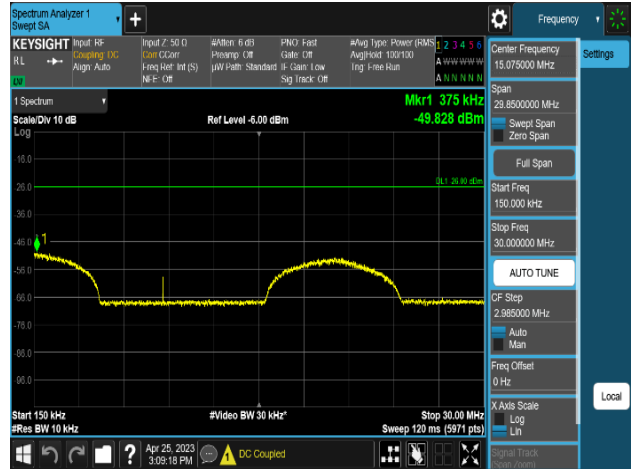 Spectrum Analyzer 1
Swept SA
Frequency
KEYSIGHT
RL
LXI
Input: RF
Coupling: DC
Align: Auto
Input Z: 50 Ω
Corr CCorr
Freq Ref: Int (S)
NFE: Off
#Atten: 6 dB
Preamp: Off
µW Path: Standard
PNO: Fast
Gate: Off
IF Gain: Low
Sig Track: Off
#Avg Type: Power (RMS
Avg|Hold: 100/100
Trig: Free Run
1 2 3 4 5 6
A W W W W W
A N N N N N
1 Spectrum
Scale/Div 10 dB
Log
Ref Level -6.00 dBm
Mkr1 375 kHz
-49.828 dBm
-16.0
-26.0
DL1 -26.00 dBm
-36.0
-46.0
1
-56.0
-66.0
-76.0
-86.0
-96.0
Start 150 kHz
#Res BW 10 kHz
#Video BW 30 kHz*
Stop 30.00 MHz
Sweep 120 ms (5971 pts)
Center Frequency
15.075000 MHz
Span
29.8500000 MHz
Swept Span
Zero Span
Full Span
Start Freq
150.000 kHz
Stop Freq
30.000000 MHz
AUTO TUNE
CF Step
2.985000 MHz
Auto
Man
Freq Offset
0 Hz
X Axis Scale
Log
Lin
Signal Track
(Span Zoom)
Settings
Local
?
Apr 25, 2023
3:09:18 PM
DC Coupled